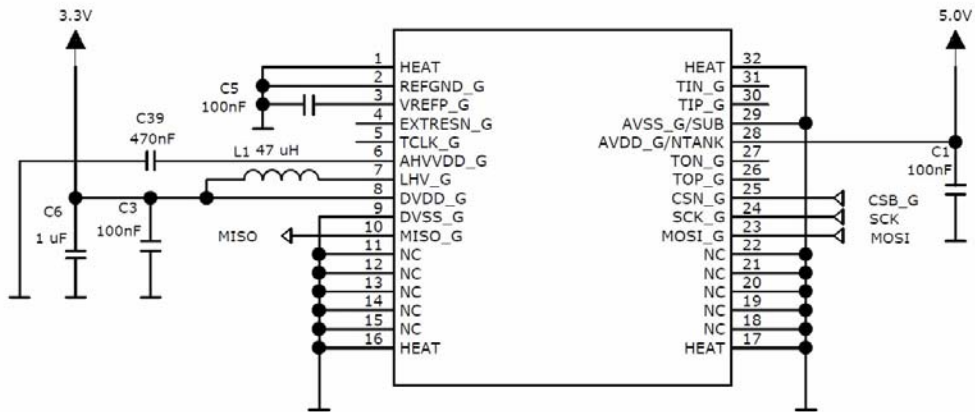 3.3V
5.0V
1 HEAT
2 REFGND_G
3 VREFP_G
4 EXTRESN_G
5 TCLK_G
6 AHVVDD_G
7 LHV_G
8 DVDD_G
9 DVSS_G
10 MISO_G
11 NC
12 NC
13 NC
14 NC
15 NC
16 HEAT
HEAT 32
TIN_G 31
TIP_G 30
AVSS_G/SUB 29
AVDD_G/NTANK 28
TON_G 27
TOP_G 26
CSN_G 25
SCK_G 24
MOSI_G 23
NC 22
NC 21
NC 20
NC 19
NC 18
HEAT 17
C5
100nF
C39
470nF
L1 47 uH
C6
1 uF
C3
100nF
MISO
C1
100nF
CSB_G
SCK
MOSI